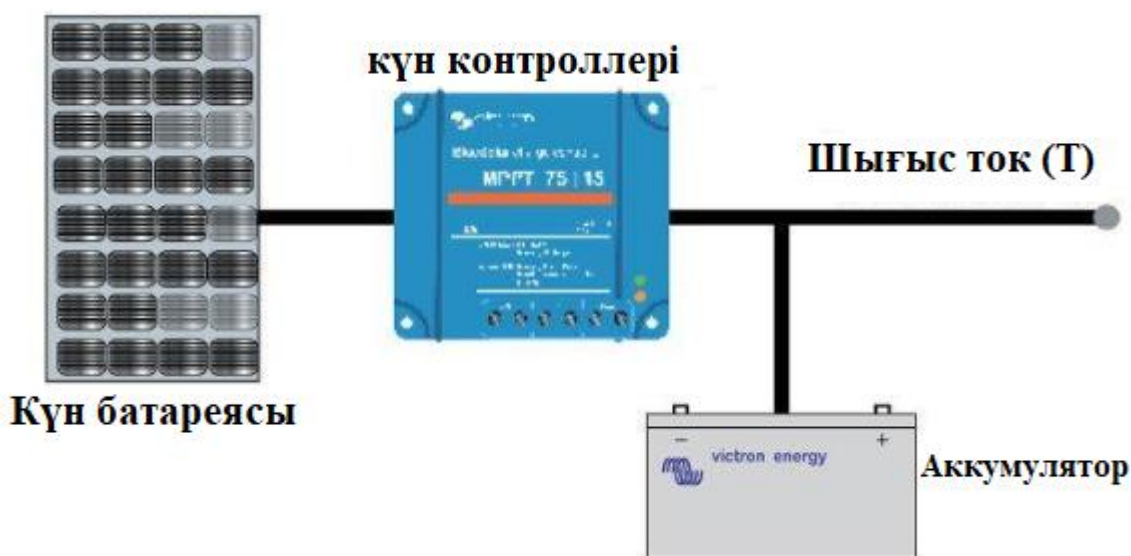 күн контроллері
MPPT 75 | 15
Шығыс ток (Т)
Күн батареясы
− +
victron energy
Аккумулятор